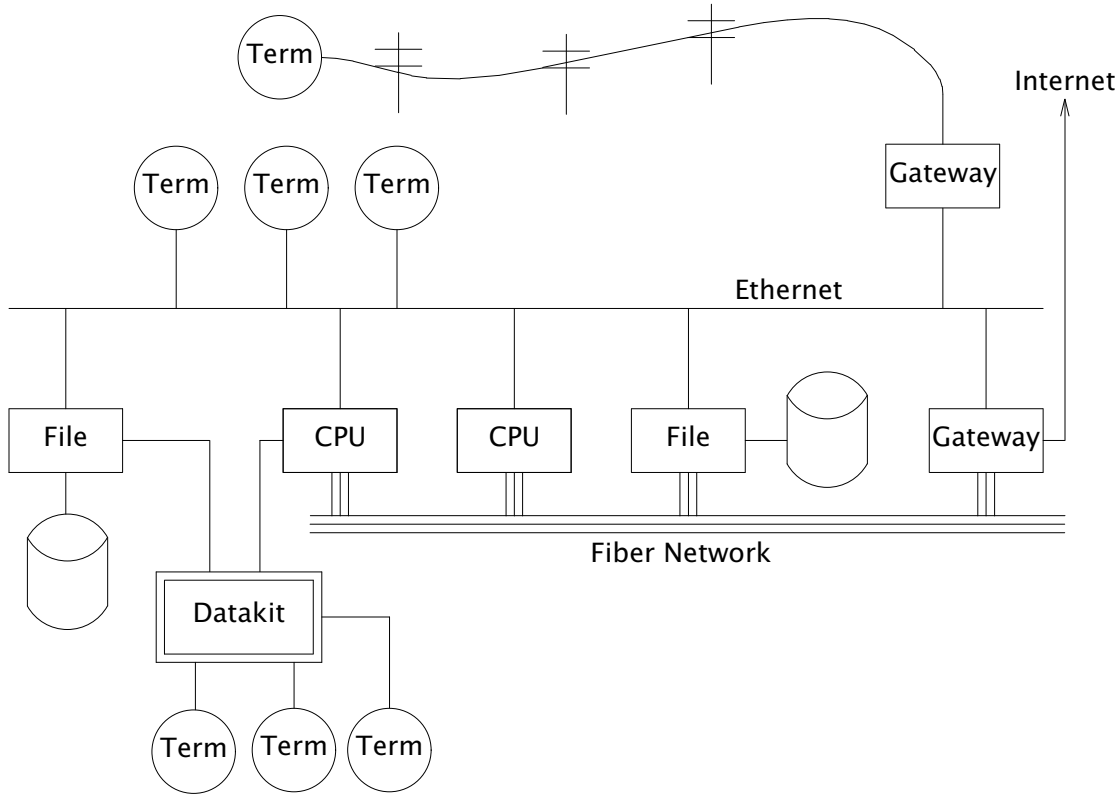 Term
Internet
Term
Term
Term
Gateway
Ethernet
File
CPU
CPU
File
Gateway
Fiber Network
Datakit
Term
Term
Term